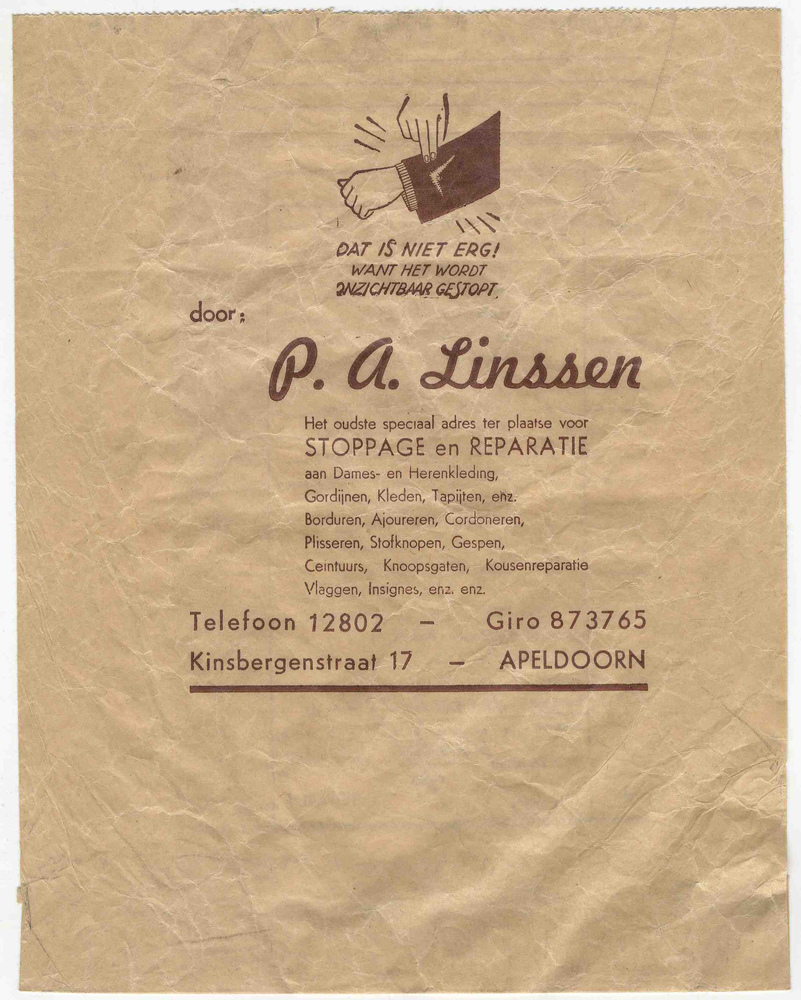 DAT IS NIET ERG!
WANT HET WORDT
ONZICHTBAAR GESTOPT
door:
P. A. Linssen
Het oudste speciaal adres ter plaatse voor
STOPPAGE en REPARATIE
aan Dames- en Herenkleding,
Gordijnen, Kleden, Tapijten, enz.
Borduren, Ajoureren, Cordoneren,
Plisseren, Stofknopen, Gespen,
Ceintuurs, Knoopsgaten, Kousenreparatie
Vlaggen, Insignes, enz. enz.
Telefoon 12802 – Giro 873765
Kinsbergenstraat 17 – APELDOORN